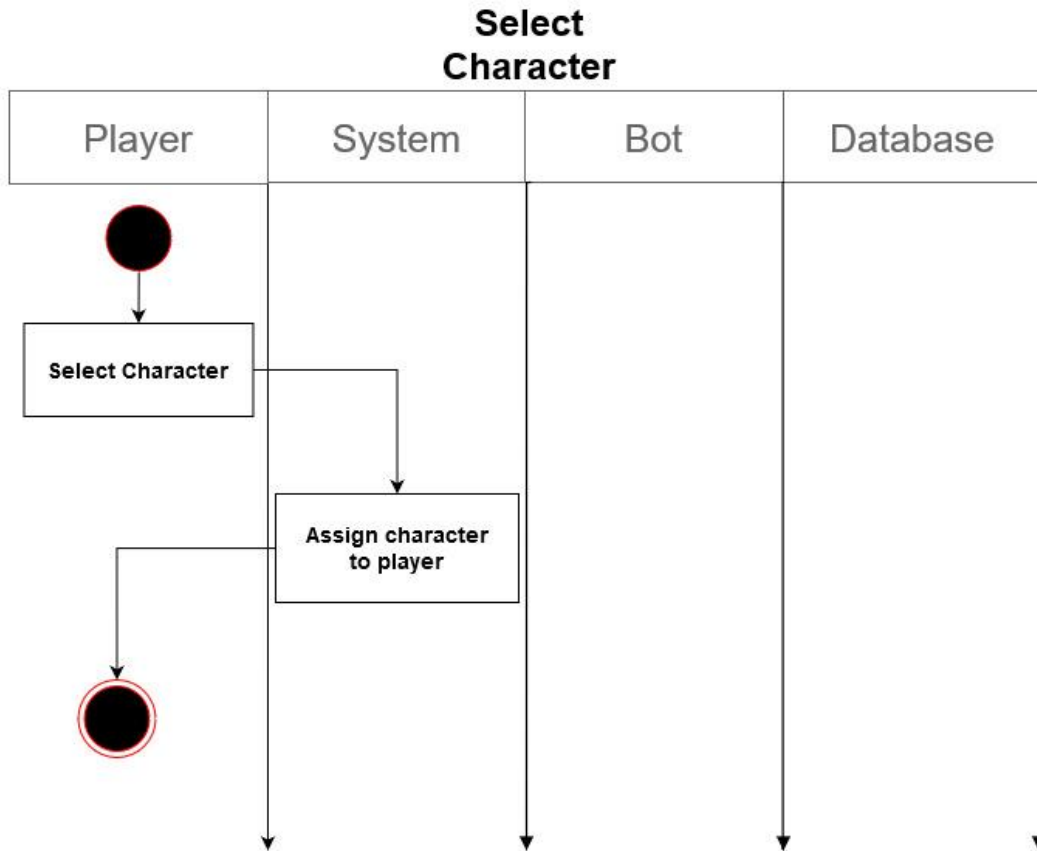 Select
Character
Player
System
Bot
Database
Select Character
Assign character
to player